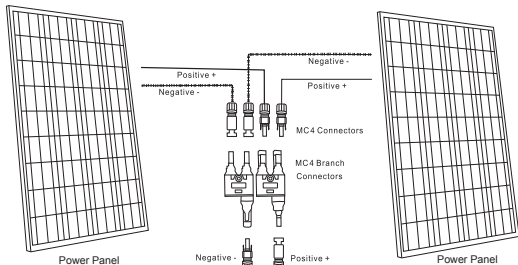 Negative -
Positive +
Positive +
Negative -
MC4 Connectors
MC4 Branch
Connectors
Negative -
Positive +
Power Panel
Power Panel